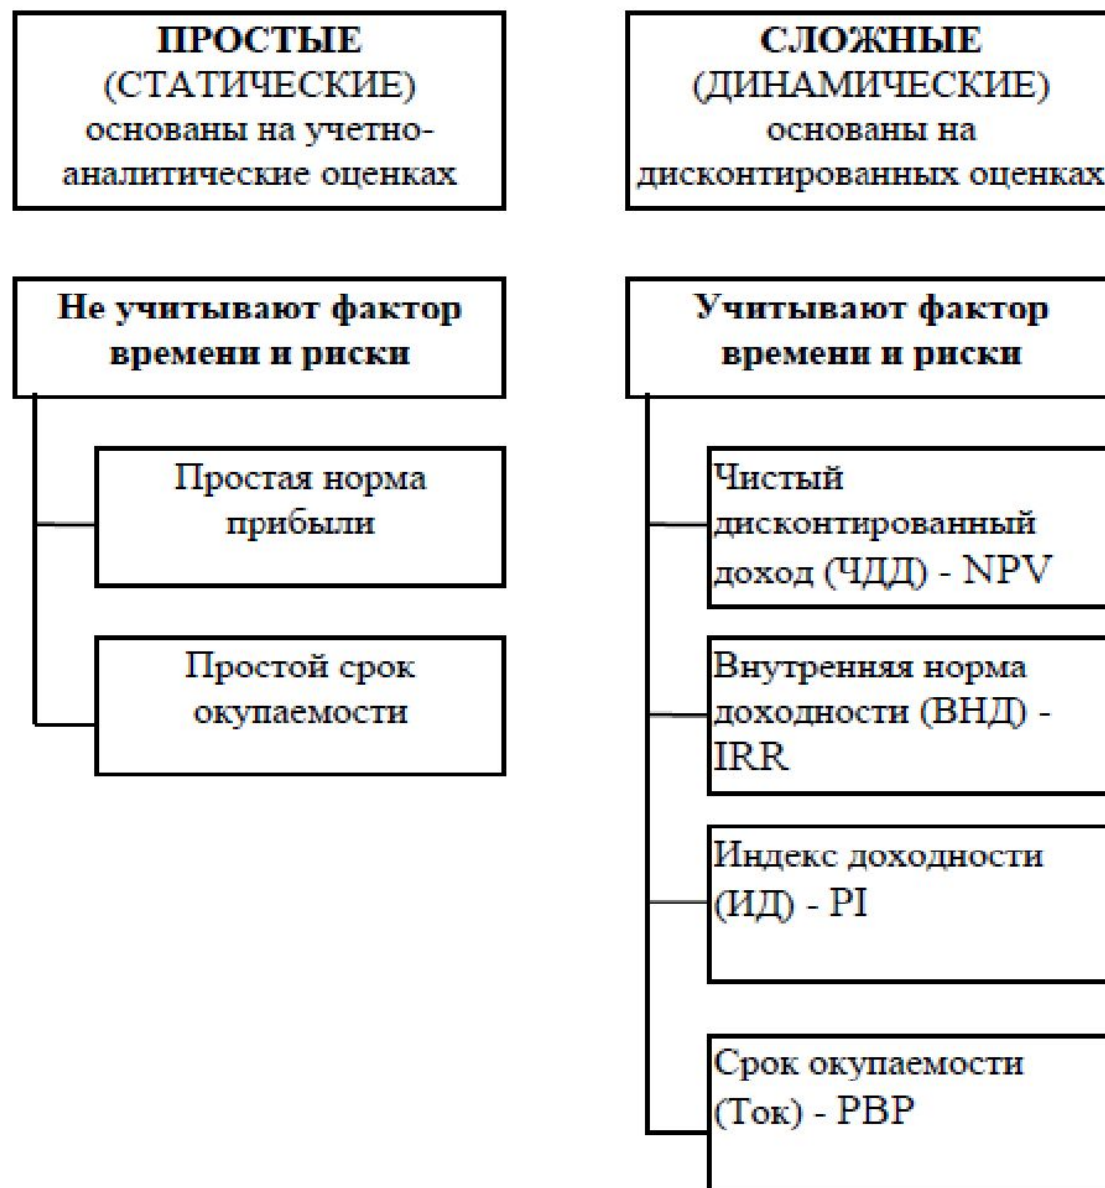 ПРОСТЫЕ
(СТАТИЧЕСКИЕ)
основаны на учетно-
аналитические оценках
Не учитывают фактор
времени и риски
Простая норма
прибыли
Простой срок
окупаемости
СЛОЖНЫЕ
(ДИНАМИЧЕСКИЕ)
основаны на
дисконтированных оценках
Учитывают фактор
времени и риски
Чистый
дисконтированный
доход (ЧДД) - NPV
Внутренняя норма
доходности (ВНД) -
IRR
Индекс доходности
(ИД) - PI
Срок окупаемости
(Ток) - PBP